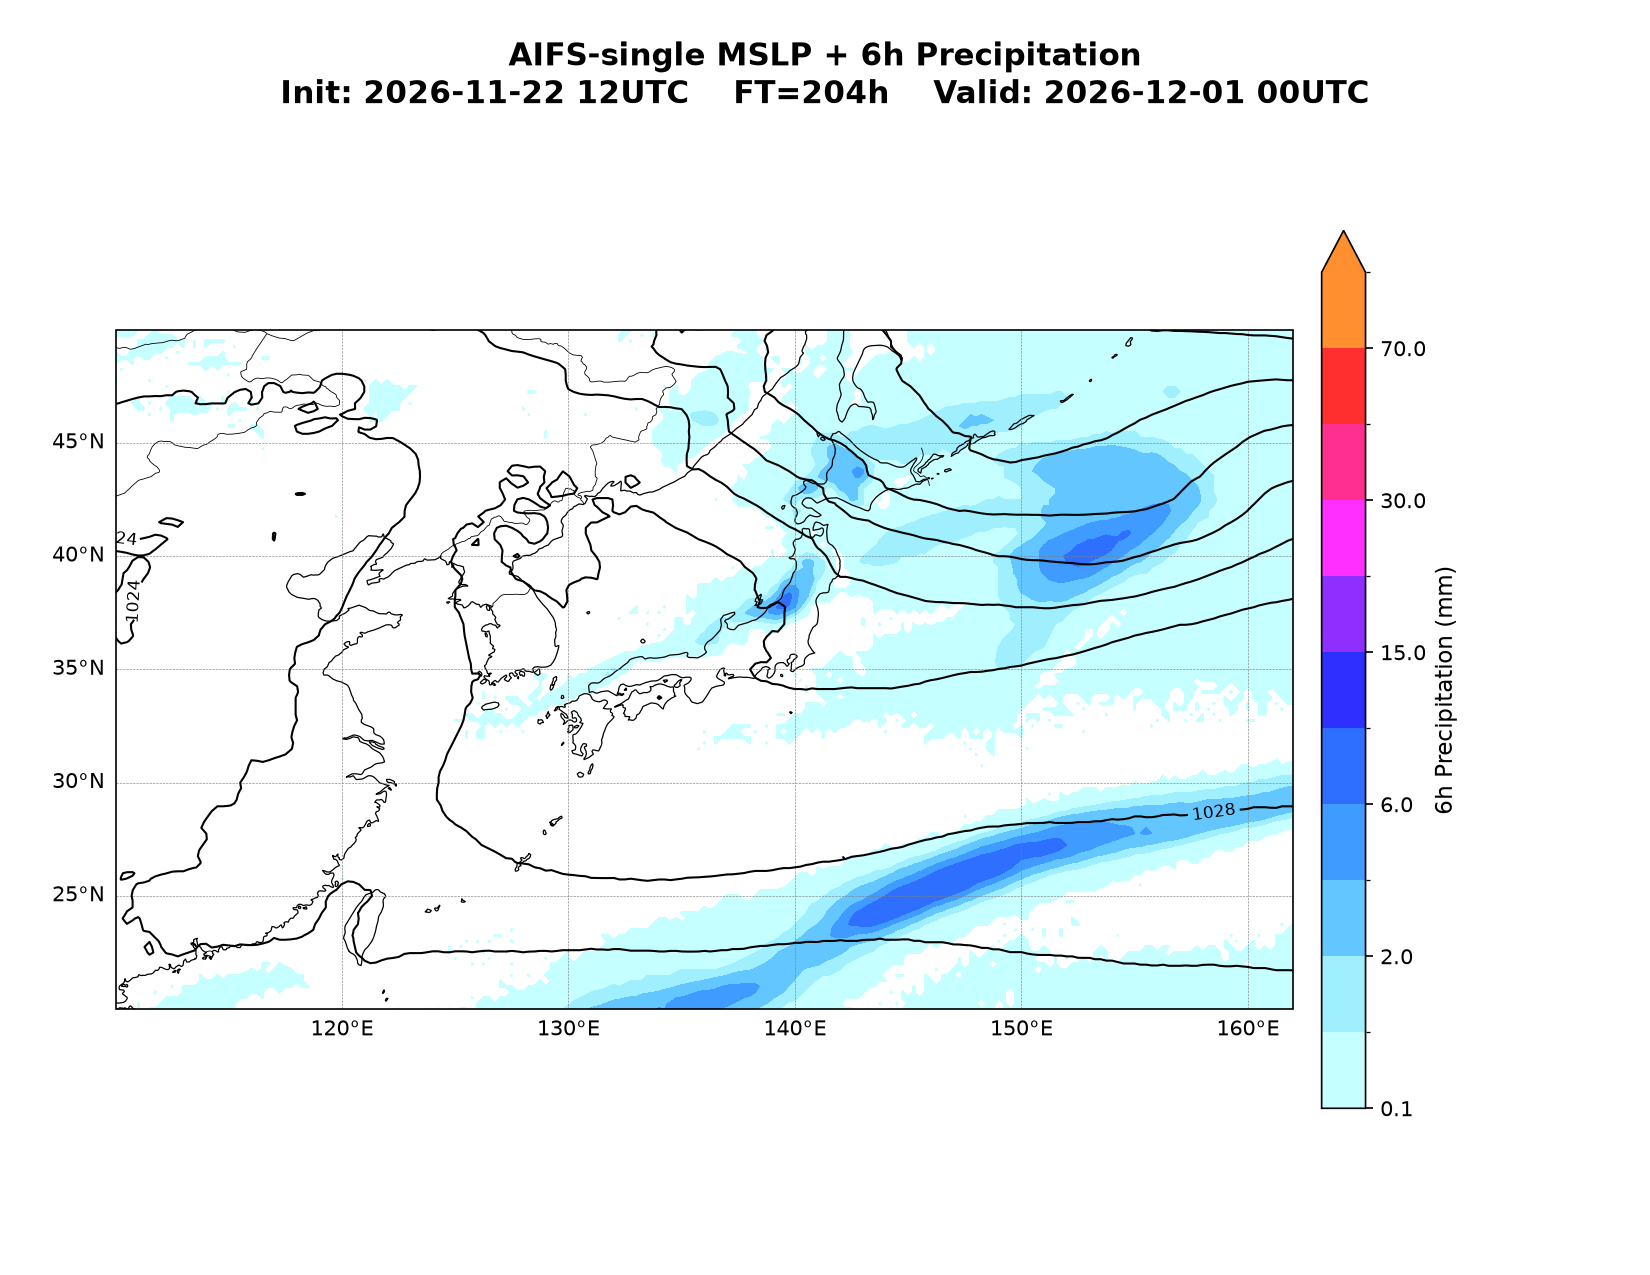 AIFS-single MSLP + 6h Precipitation
Init: 2026-11-22 12UTC    FT=204h    Valid: 2026-12-01 00UTC
70.0
45°N
30.0
24
40°N
1024
15.0
35°N
6h Precipitation (mm)
30°N
1028
6.0
25°N
2.0
120°E
130°E
140°E
150°E
160°E
0.1